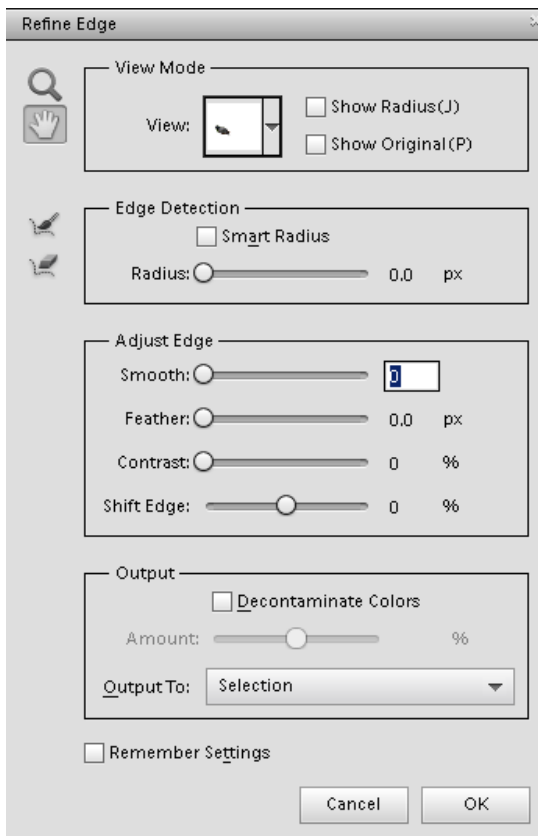 Refine Edge
View Mode
View:
Show Radius(J)
Show Original(P)
Edge Detection
Smart Radius
Radius: 0.0 px
Adjust Edge
Smooth: 0
Feather: 0.0 px
Contrast: 0 %
Shift Edge: 0 %
Output
Decontaminate Colors
Amount: %
Output To: Selection
Remember Settings
Cancel OK